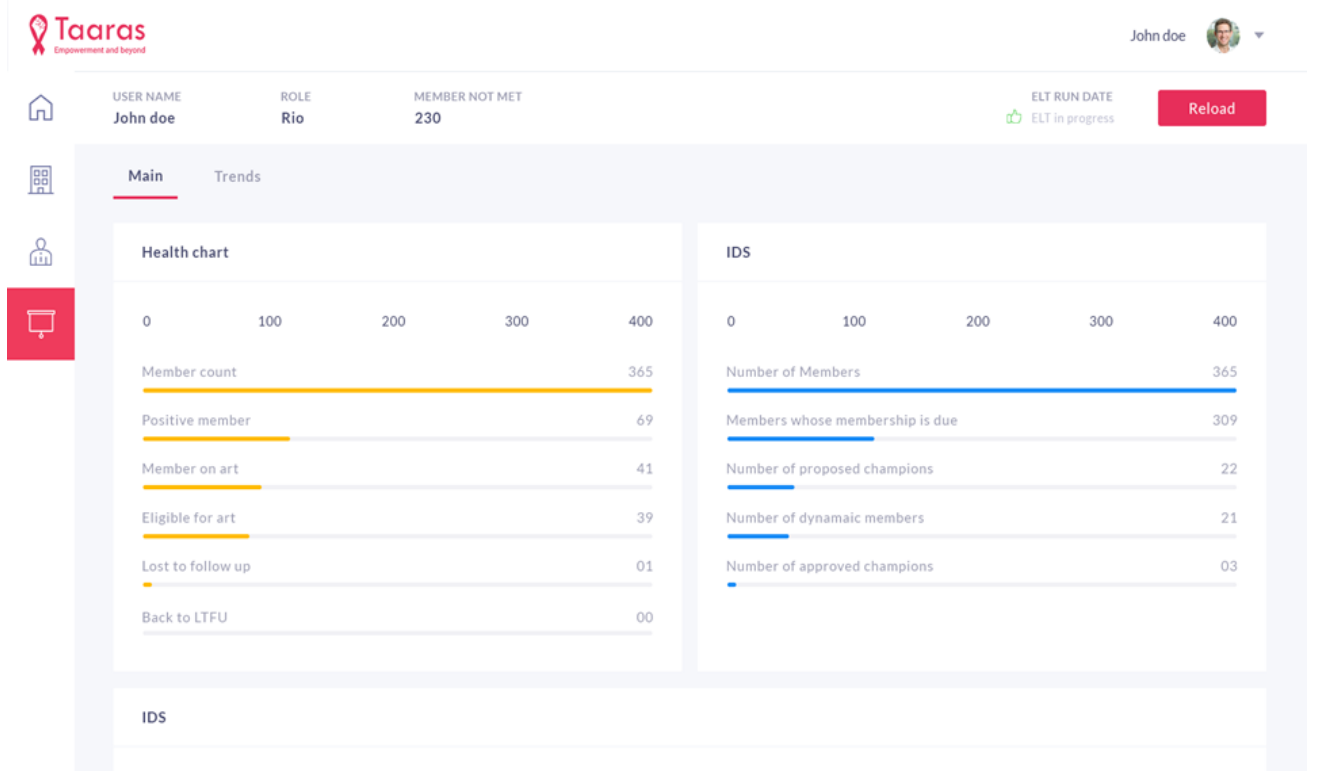 Taaras
Empowerment and beyond
John doe
USER NAME
John doe
ROLE
Rio
MEMBER NOT MET
230
ELT RUN DATE
ELT in progress
Reload
Main
Trends
Health chart
0 100 200 300 400
Member count 365
Positive member 69
Member on art 41
Eligible for art 39
Lost to follow up 01
Back to LTFU 00
IDS
0 100 200 300 400
Number of Members 365
Members whose membership is due 309
Number of proposed champions 22
Number of dynamaic members 21
Number of approved champions 03
IDS